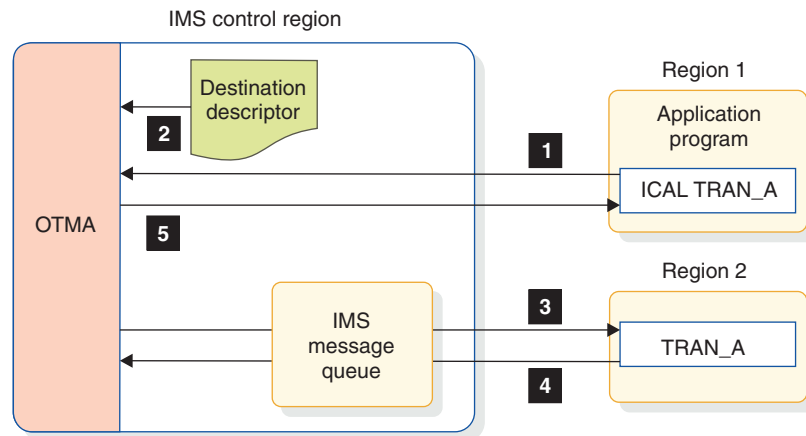 IMS control region
Destination
descriptor
2
1
5
OTMA
IMS
message
queue
3
4
Region 1
Application
program
ICAL TRAN_A
Region 2
TRAN_A